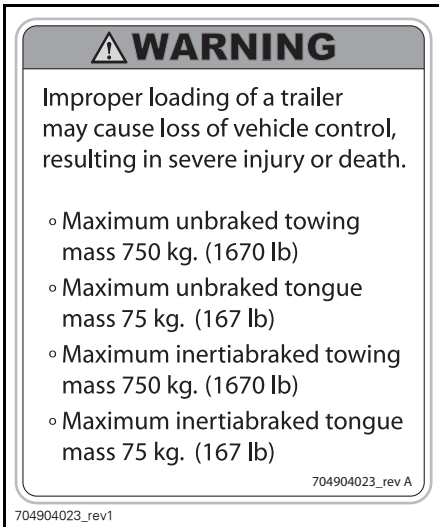 WARNING
Improper loading of a trailer
may cause loss of vehicle control,
resulting in severe injury or death.
◦ Maximum unbraked towing
mass 750 kg. (1670 lb)
◦ Maximum unbraked tongue
mass 75 kg. (167 lb)
◦ Maximum inertiabraked towing
mass 750 kg. (1670 lb)
◦ Maximum inertiabraked tongue
mass 75 kg. (167 lb)
704904023_rev A
704904023_rev1